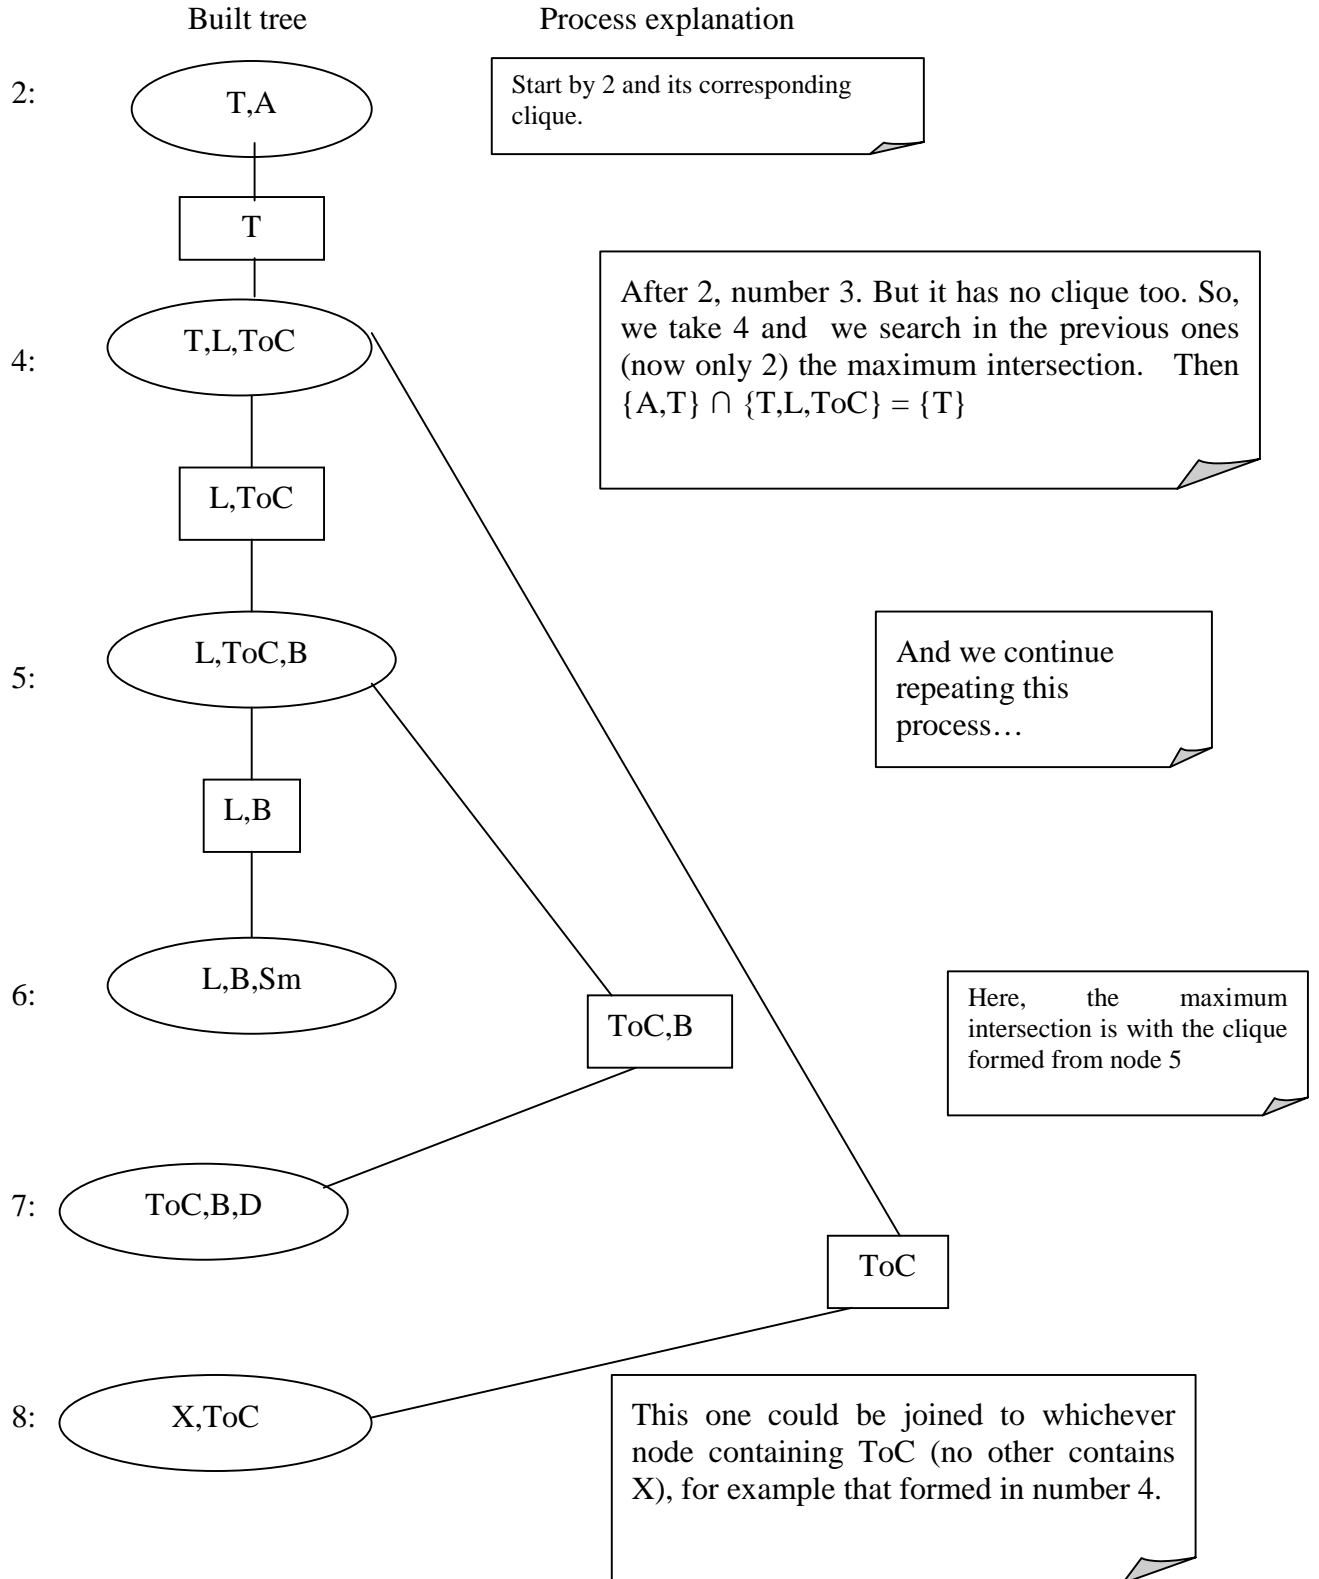 Built tree
Process explanation
2:
T,A
Start by 2 and its corresponding
clique.
T
After 2, number 3. But it has no clique too. So,
we take 4 and we search in the previous ones
(now only 2) the maximum intersection. Then
{A,T} ∩ {T,L,ToC} = {T}
4:
T,L,ToC
L,ToC
5:
L,ToC,B
And we continue
repeating this
process…
L,B
6:
L,B,Sm
ToC,B
Here, the maximum
intersection is with the clique
formed from node 5
7:
ToC,B,D
ToC
8:
X,ToC
This one could be joined to whichever
node containing ToC (no other contains
X), for example that formed in number 4.